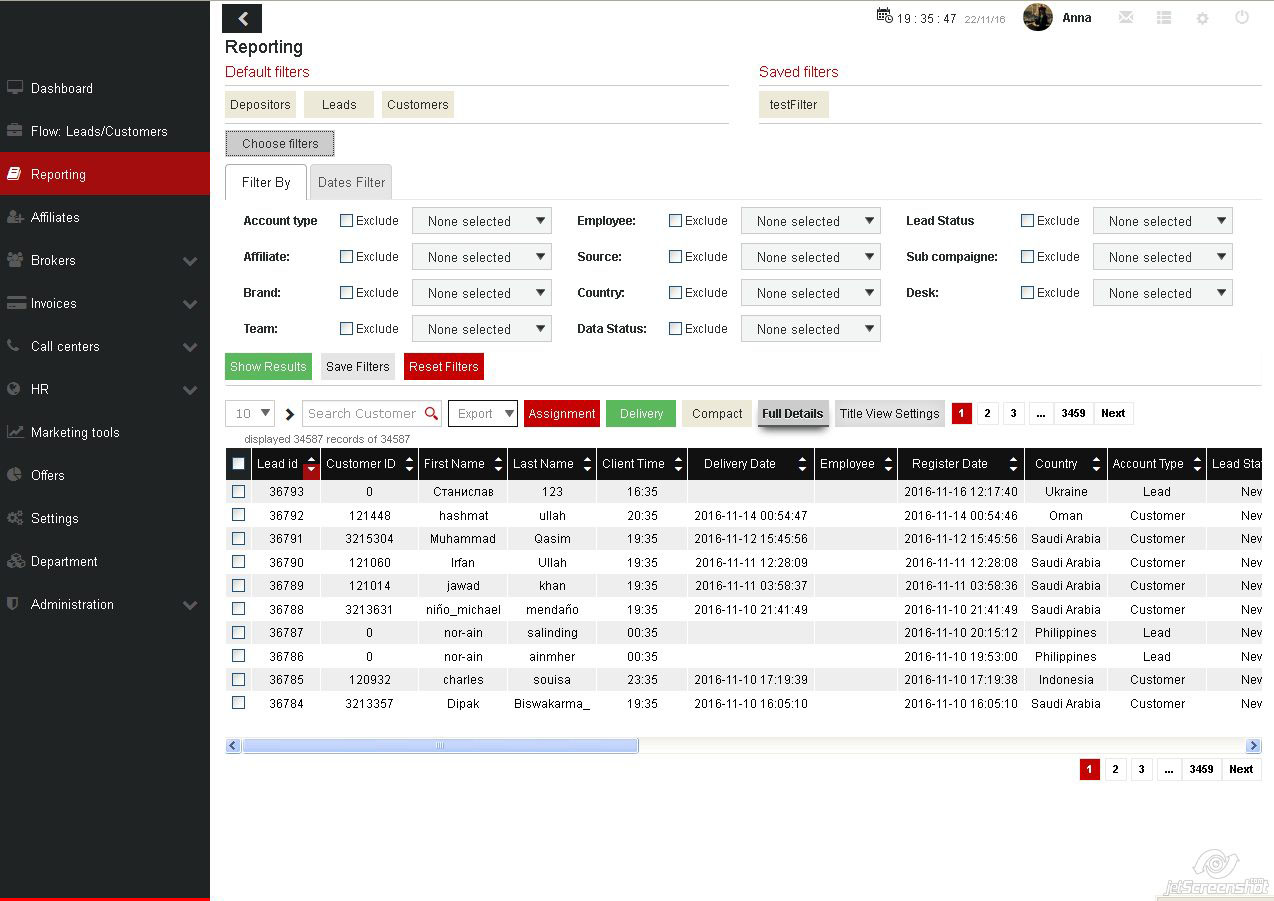 19 : 35 : 47 22/11/16 Anna
Reporting
Default filters
Saved filters
Depositors Leads Customers
testFilter
Choose filters
Filter By Dates Filter
Account type Exclude None selected Employee: Exclude None selected Lead Status Exclude None selected
Affiliate: Exclude None selected Source: Exclude None selected Sub compaigne: Exclude None selected
Brand: Exclude None selected Country: Exclude None selected Desk: Exclude None selected
Team: Exclude None selected Data Status: Exclude None selected
Show Results Save Filters Reset Filters
10 Search Customer Export Assignment Delivery Compact Full Details Title View Settings 1 2 3 ... 3459 Next
displayed 34587 records of 34587
Lead id Customer ID First Name Last Name Client Time Delivery Date Employee Register Date Country Account Type Lead Sta
36793 0 Станислав 123 16:35 2016-11-16 12:17:40 Ukraine Lead Nev
36792 121448 hashmat ullah 20:35 2016-11-14 00:54:47 2016-11-14 00:54:46 Oman Customer Nev
36791 3215304 Muhammad Qasim 19:35 2016-11-12 15:45:56 2016-11-12 15:45:56 Saudi Arabia Customer Nev
36790 121060 Irfan Ullah 19:35 2016-11-11 12:28:09 2016-11-11 12:28:08 Saudi Arabia Customer Nev
36789 121014 jawad khan 19:35 2016-11-11 03:58:37 2016-11-11 03:58:36 Saudi Arabia Customer Nev
36788 3213631 niño_michael mendaño 19:35 2016-11-10 21:41:49 2016-11-10 21:41:49 Saudi Arabia Customer Nev
36787 0 nor-ain salinding 00:35 2016-11-10 20:15:12 Philippines Lead Nev
36786 0 nor-ain ainmher 00:35 2016-11-10 19:53:00 Philippines Lead Nev
36785 120932 charles souisa 23:35 2016-11-10 17:19:39 2016-11-10 17:19:38 Indonesia Customer Nev
36784 3213357 Dipak Biswakarma_ 19:35 2016-11-10 16:05:10 2016-11-10 16:05:10 Saudi Arabia Customer Nev
1 2 3 ... 3459 Next
Dashboard
Flow: Leads/Customers
Reporting
Affiliates
Brokers
Invoices
Call centers
HR
Marketing tools
Offers
Settings
Department
Administration
jetScreenshot.com